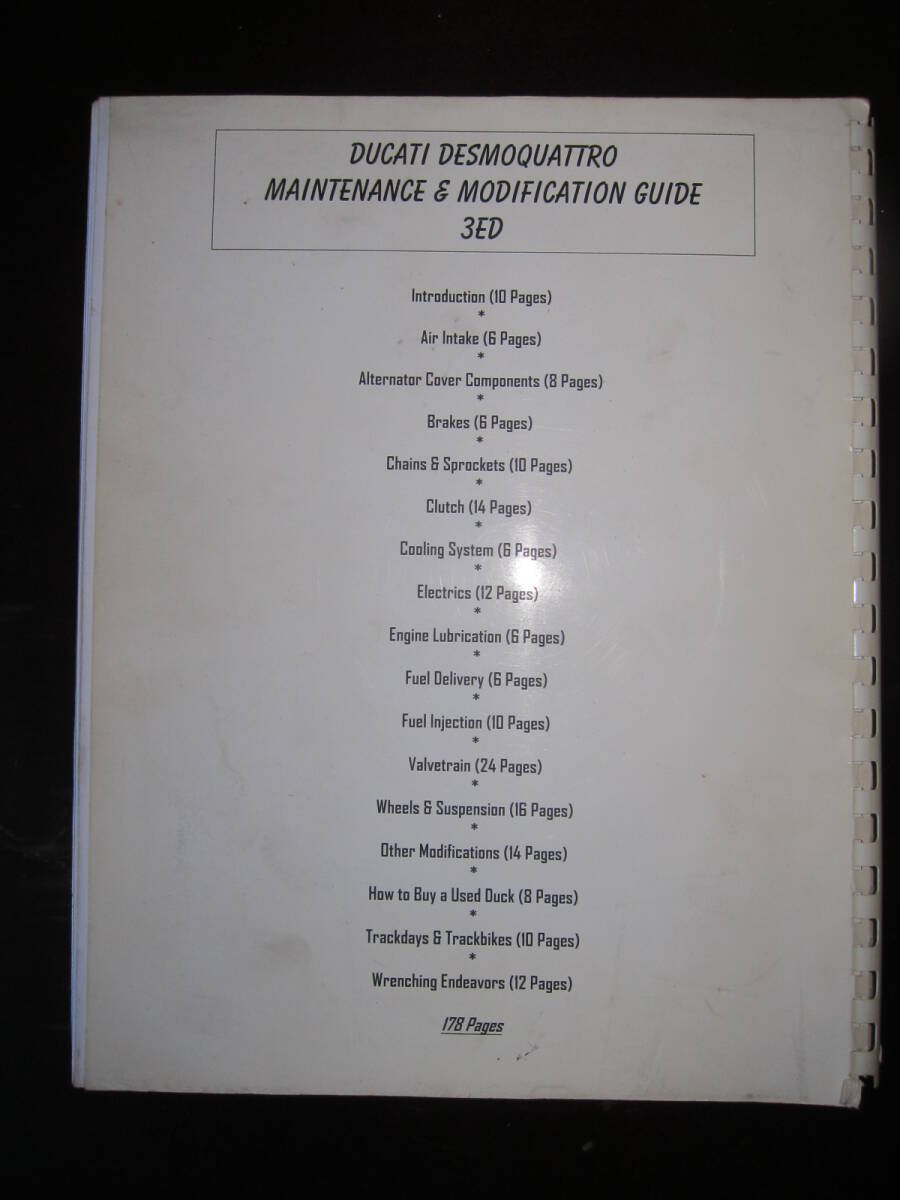 DUCATI DESMOQUATTRO
MAINTENANCE & MODIFICATION GUIDE
3ED
Introduction (10 Pages)
*
Air Intake (6 Pages)
*
Alternator Cover Components (8 Pages)
*
Brakes (6 Pages)
*
Chains & Sprockets (10 Pages)
*
Clutch (14 Pages)
*
Cooling System (6 Pages)
*
Electrics (12 Pages)
*
Engine Lubrication (6 Pages)
*
Fuel Delivery (6 Pages)
*
Fuel Injection (10 Pages)
*
Valvetrain (24 Pages)
*
Wheels & Suspension (16 Pages)
*
Other Modifications (14 Pages)
*
How to Buy a Used Duck (8 Pages)
*
Trackdays & Trackbikes (10 Pages)
*
Wrenching Endeavors (12 Pages)
178 Pages